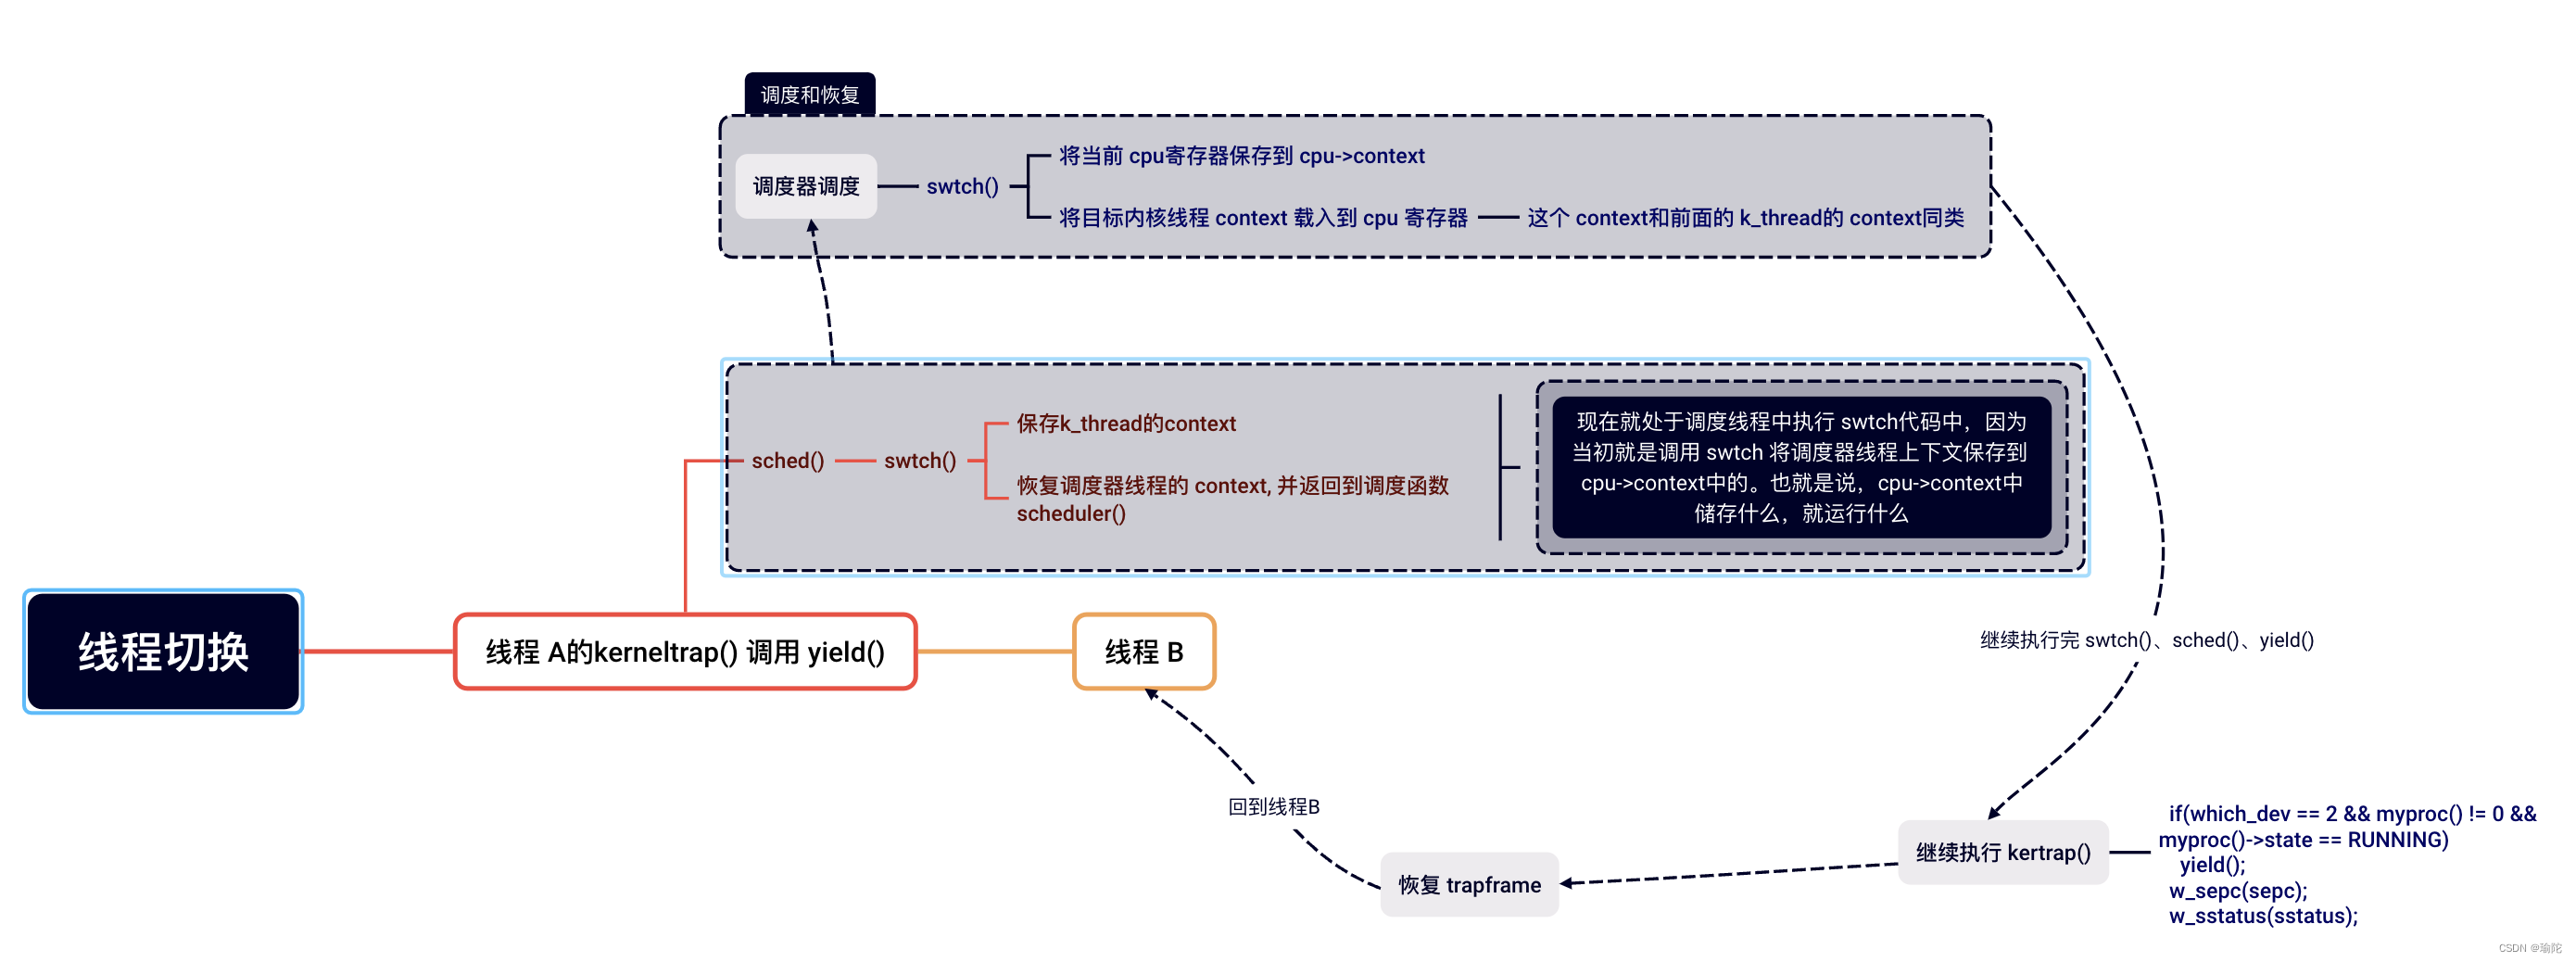 调度和恢复
调度器调度
swtch()
将当前 cpu寄存器保存到 cpu->context
将目标内核线程 context 载入到 cpu 寄存器
这个 context和前面的 k_thread的 context同类
sched()
swtch()
保存k_thread的context
恢复调度器线程的 context, 并返回到调度函数
scheduler()
现在就处于调度线程中执行 swtch代码中，因为
当初就是调用 swtch 将调度器线程上下文保存到
cpu->context中的。也就是说，cpu->context中
储存什么，就运行什么
线程切换
线程 A的kerneltrap() 调用 yield()
线程 B
继续执行完 swtch()、sched()、yield()
回到线程B
恢复 trapframe
继续执行 kertrap()
if(which_dev == 2 && myproc() != 0 &&
myproc()->state == RUNNING)
yield();
w_sepc(sepc);
w_sstatus(sstatus);
CSDN @瑜陀